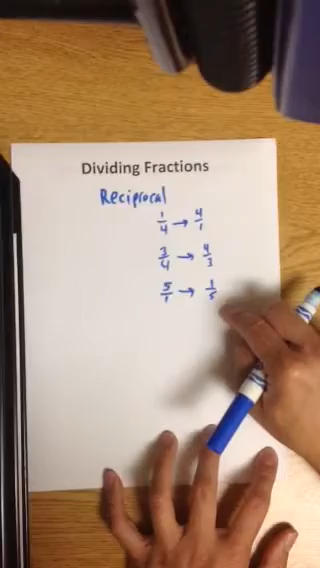 Dividing Fractions
Reciprocal
1/4 → 4/1
3/4 → 4/3
5/1 → 1/5